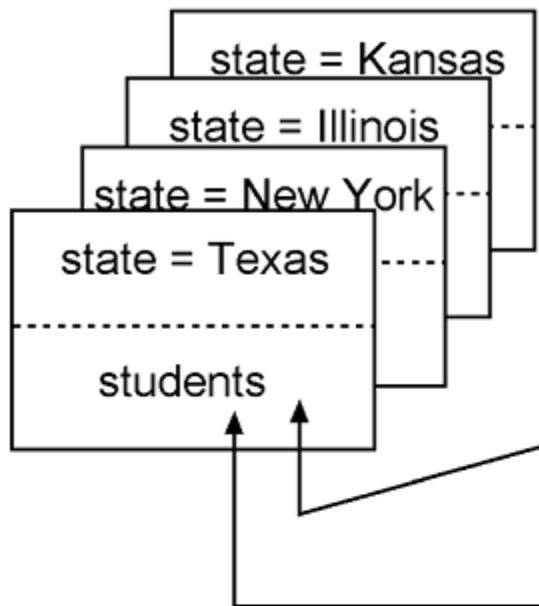 state = Kansas
state = Illinois
state = New York
state = Texas
students